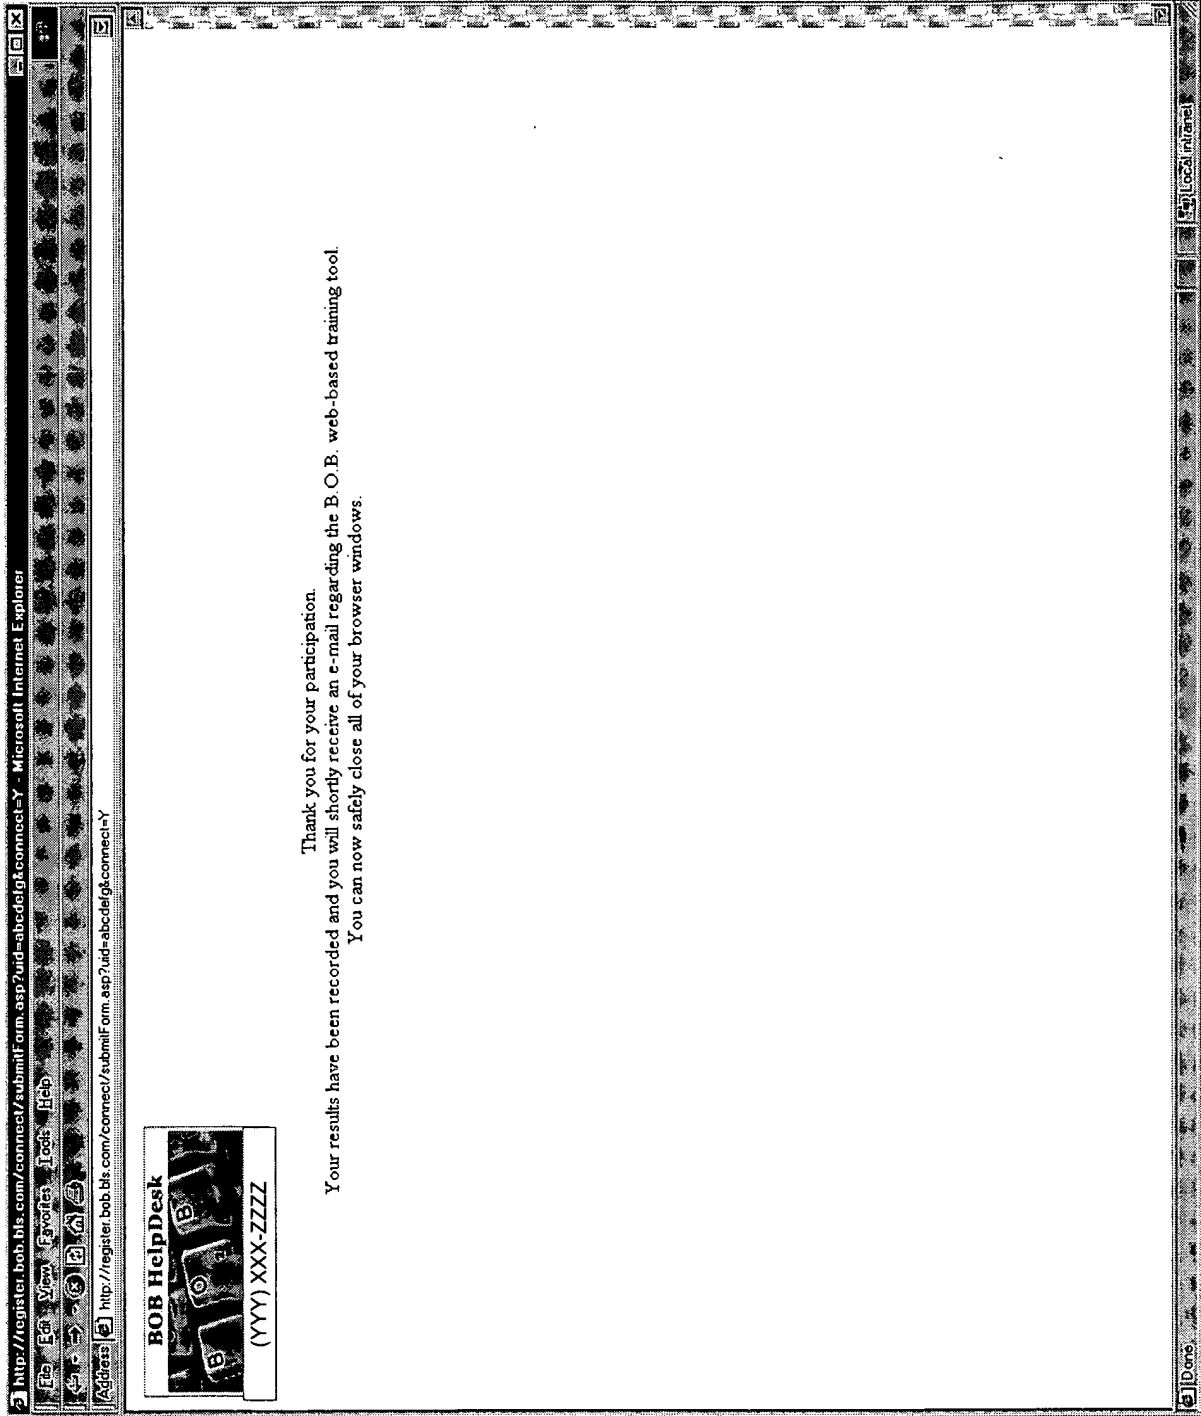 http://register.bob.bls.com/connect/submitForm.asp?uid=abcdefg&connect=Y - Microsoft Internet Explorer
File Edit View Favorites Tools Help
Address http://register.bob.bls.com/connect/submitForm.asp?uid=abcdefg&connect=Y
BOB HelpDesk
B O B
(YYY) XXX-ZZZZ
Thank you for your participation.
Your results have been recorded and you will shortly receive an e-mail regarding the B.O.B. web-based training tool.
You can now safely close all of your browser windows.
Done
Local intranet